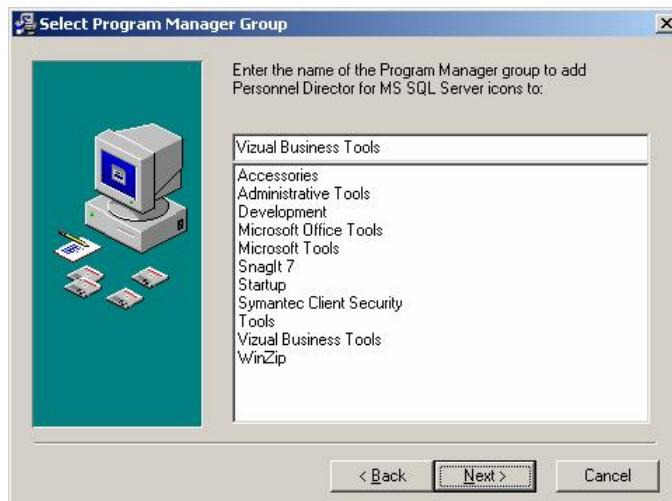 Select Program Manager Group
Enter the name of the Program Manager group to add
Personnel Director for MS SQL Server icons to:
Vizual Business Tools
Accessories
Administrative Tools
Development
Microsoft Office Tools
Microsoft Tools
SnagIt 7
Startup
Symantec Client Security
Tools
Vizual Business Tools
WinZip
< Back
Next >
Cancel